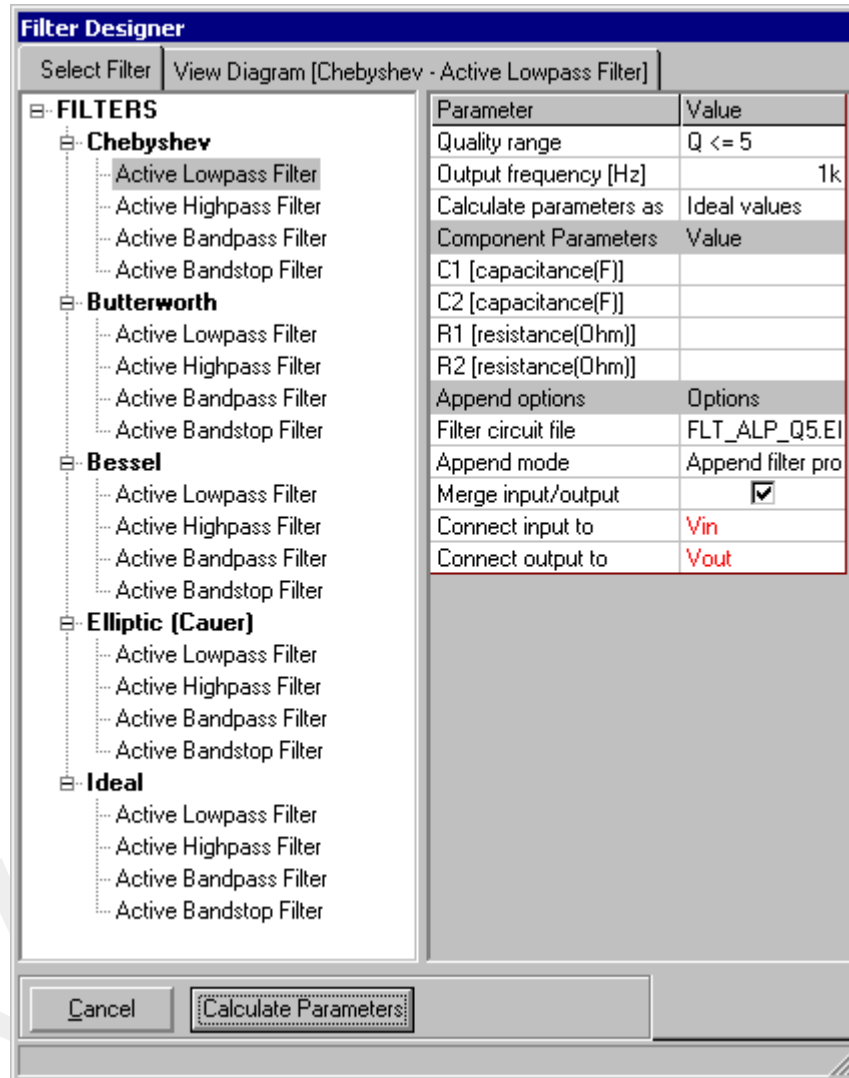 Filter Designer
Select Filter
View Diagram [Chebyshev - Active Lowpass Filter]
FILTERS
Chebyshev
Active Lowpass Filter
Active Highpass Filter
Active Bandpass Filter
Active Bandstop Filter
Butterworth
Active Lowpass Filter
Active Highpass Filter
Active Bandpass Filter
Active Bandstop Filter
Bessel
Active Lowpass Filter
Active Highpass Filter
Active Bandpass Filter
Active Bandstop Filter
Elliptic (Cauer)
Active Lowpass Filter
Active Highpass Filter
Active Bandpass Filter
Active Bandstop Filter
Ideal
Active Lowpass Filter
Active Highpass Filter
Active Bandpass Filter
Active Bandstop Filter
Parameter Value
Quality range Q <= 5
Output frequency [Hz] 1k
Calculate parameters as Ideal values
Component Parameters Value
C1 [capacitance(F)]
C2 [capacitance(F)]
R1 [resistance(Ohm)]
R2 [resistance(Ohm)]
Append options Options
Filter circuit file FLT_ALP_Q5.EI
Append mode Append filter pro
Merge input/output
Connect input to Vin
Connect output to Vout
Cancel
Calculate Parameters